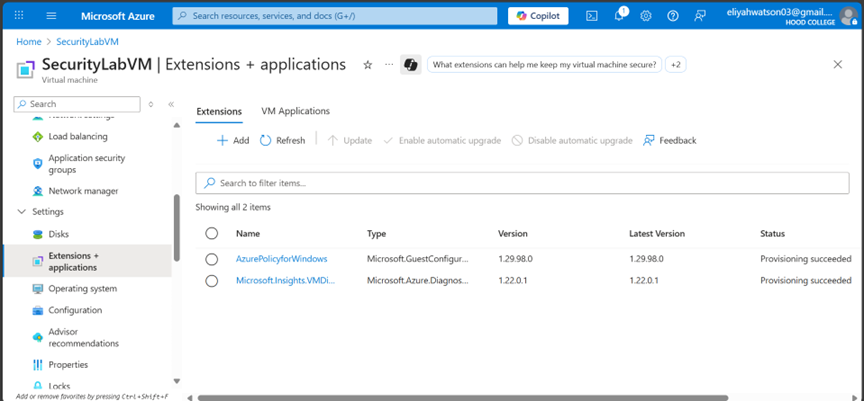 Microsoft Azure
Search resources, services, and docs (G+/)
Copilot
1
eliyahwatson03@gmail....
HOOD COLLEGE
Home > SecurityLabVM
SecurityLabVM | Extensions + applications
Virtual machine
What extensions can help me keep my virtual machine secure?
+2
Search
Load balancing
Application security
groups
Network manager
Settings
Disks
Extensions +
applications
Operating system
Configuration
Advisor
recommendations
Properties
Locks
Add or remove favorites by pressing Ctrl+Shift+F
Extensions VM Applications
Add Refresh Update Enable automatic upgrade Disable automatic upgrade Feedback
Search to filter items...
Showing all 2 items
Name Type Version Latest Version Status
AzurePolicyforWindows Microsoft.GuestConfigur... 1.29.98.0 1.29.98.0 Provisioning succeeded
Microsoft.Insights.VMDi... Microsoft.Azure.Diagnos... 1.22.0.1 1.22.0.1 Provisioning succeeded